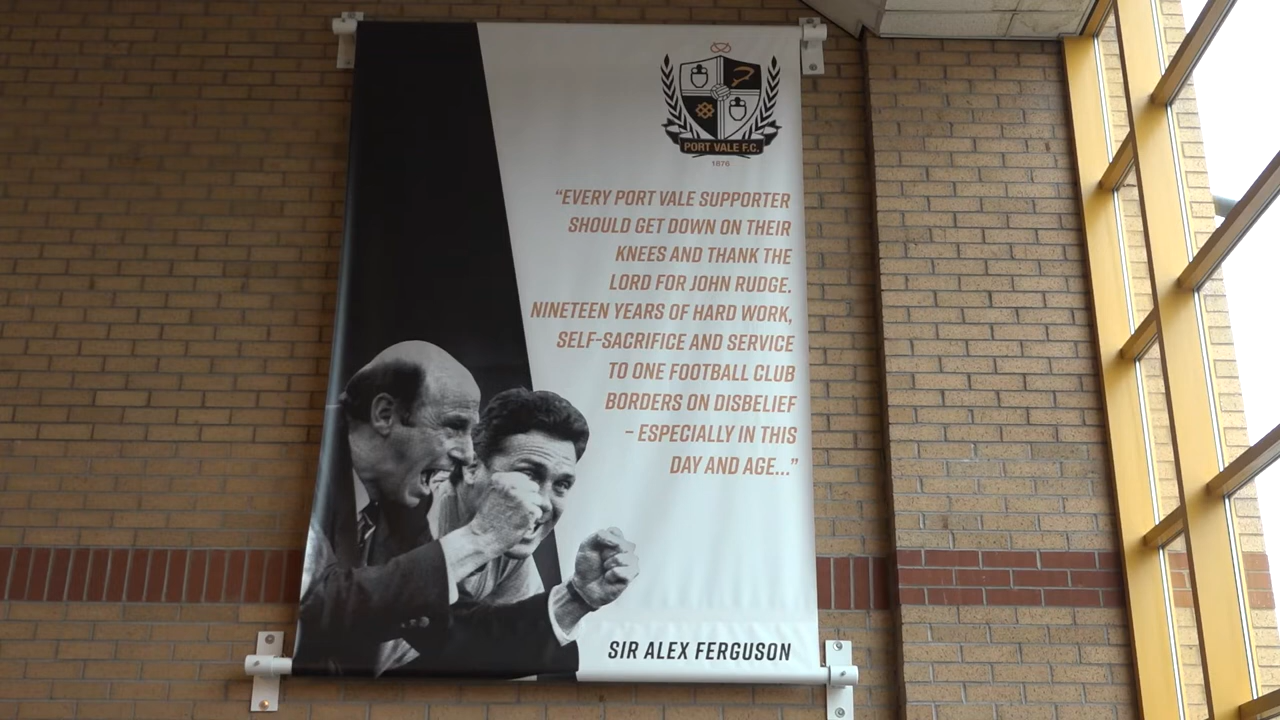 PORT VALE F.C.
1876
“EVERY PORT VALE SUPPORTER
SHOULD GET DOWN ON THEIR
KNEES AND THANK THE
LORD FOR JOHN RUDGE.
NINETEEN YEARS OF HARD WORK,
SELF-SACRIFICE AND SERVICE
TO ONE FOOTBALL CLUB
BORDERS ON DISBELIEF
– ESPECIALLY IN THIS
DAY AND AGE...”
SIR ALEX FERGUSON